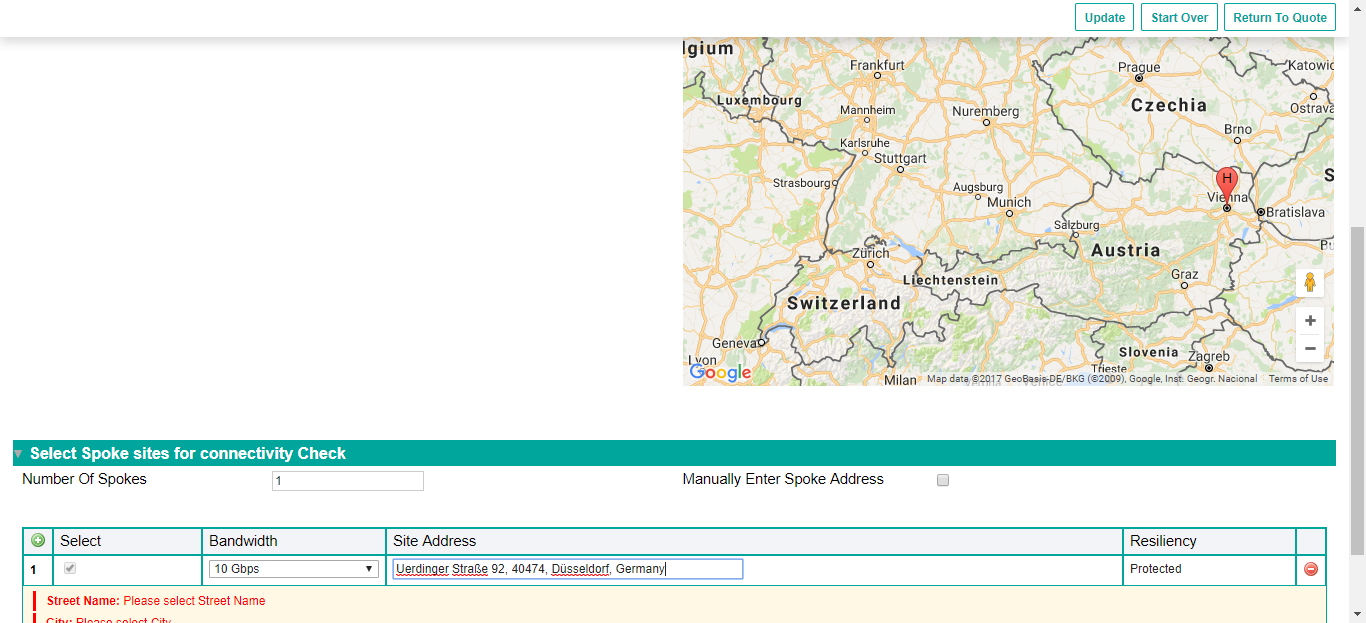 Update Start Over Return To Quote
lgium
Frankfurt
Prague
Katowic
Luxembourg
Czechia
Ostrava
Mannheim
Nuremberg
Brno
Karlsruhe
Stuttgart
Strasbourg
Augsburg
Munich
H
Vienna
Bratislava
Salzburg
Zürich
Austria
Liechtenstein
Graz
Switzerland
Geneva
Slovenia
Zagreb
Lyon
Trieste
Google
Milan
Map data ©2017 GeoBasis-DE/BKG (©2009), Google, Inst. Geogr. Nacional Terms of Use
Select Spoke sites for connectivity Check
Number Of Spokes 1 Manually Enter Spoke Address
Select Bandwidth Site Address Resiliency
1 10 Gbps Uerdinger Straße 92, 40474, Düsseldorf, Germany Protected
Street Name: Please select Street Name
City: Please select City